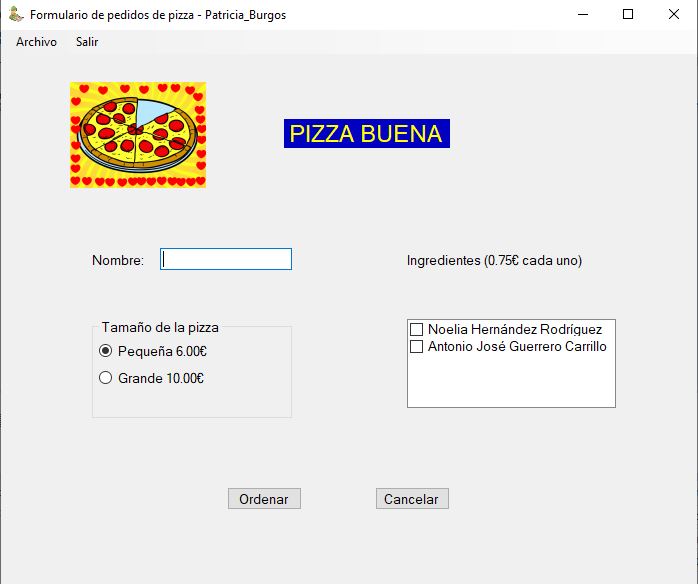 Formulario de pedidos de pizza - Patricia_Burgos
Archivo Salir
PIZZA BUENA
Nombre:
Ingredientes (0.75€ cada uno)
Tamaño de la pizza
Pequeña 6.00€
Grande 10.00€
Noelia Hernández Rodríguez
Antonio José Guerrero Carrillo
Ordenar
Cancelar